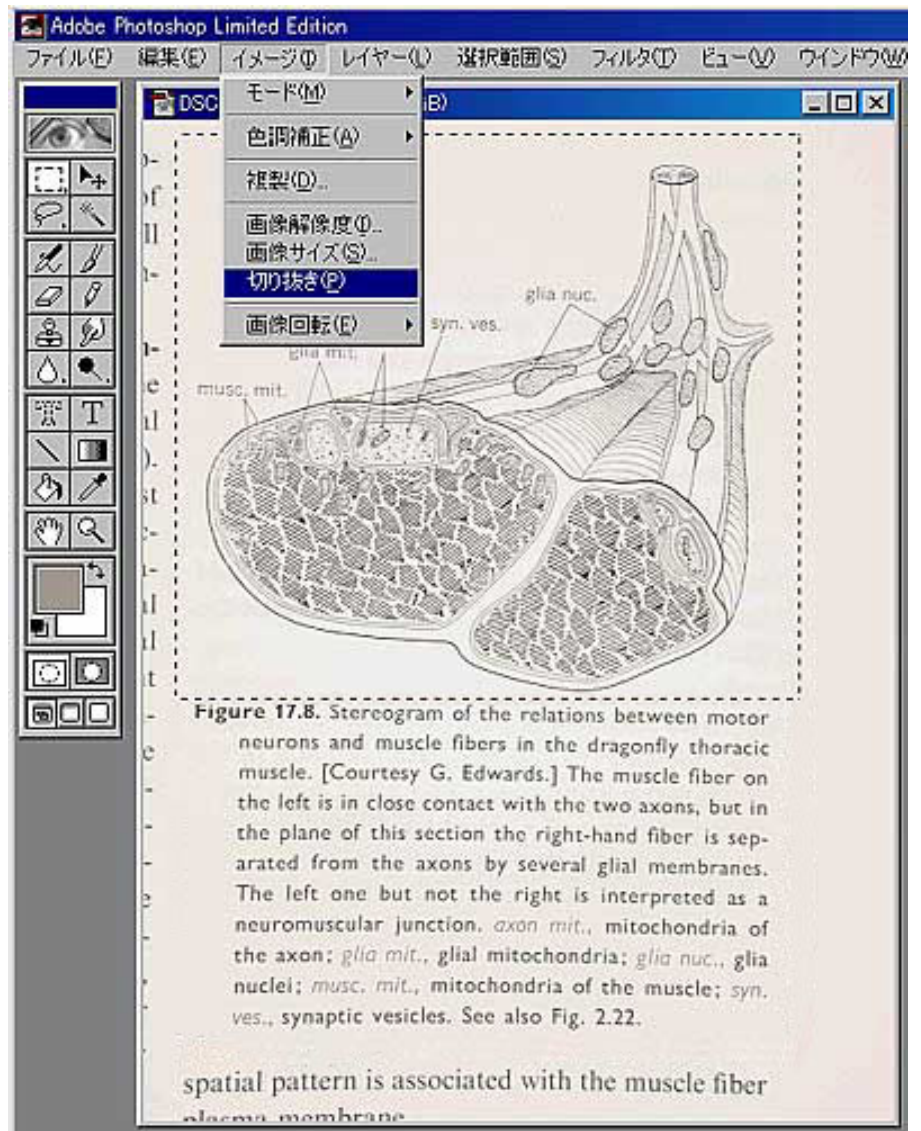 Adobe Photoshop Limited Edition
ファイル(F) 編集(E) イメージ(I) レイヤー(L) 選択範囲(S) フィルタ(T) ビュー(V) ウインドウ(W)
DSC
モード(M)
色調補正(A)
複製(D)...
画像解像度(I)...
画像サイズ(S)...
切り抜き(P)
画像回転(E)
glia nuc.
syn. ves.
glia mit.
musc. mit.
Figure 17.8. Stereogram of the relations between motor
neurons and muscle fibers in the dragonfly thoracic
muscle. [Courtesy G. Edwards.] The muscle fiber on
the left is in close contact with the two axons, but in
the plane of this section the right-hand fiber is sep-
arated from the axons by several glial membranes.
The left one but not the right is interpreted as a
neuromuscular junction. axon mit., mitochondria of
the axon; glia mit., glial mitochondria; glia nuc., glia
nuclei; musc. mit., mitochondria of the muscle; syn.
ves., synaptic vesicles. See also Fig. 2.22.
spatial pattern is associated with the muscle fiber
plasma membrane